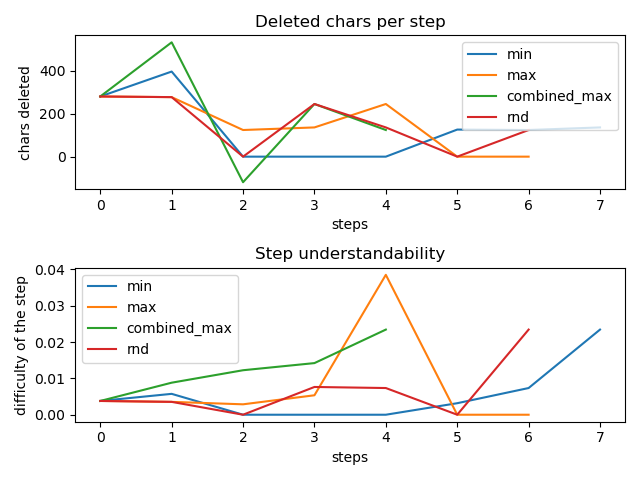 Deleted chars per step
chars deleted
400
200
0
min
max
combined_max
rnd
0 1 2 3 4 5 6 7
steps
Step understandability
difficulty of the step
0.04
0.03
0.02
0.01
0.00
min
max
combined_max
rnd
0 1 2 3 4 5 6 7
steps